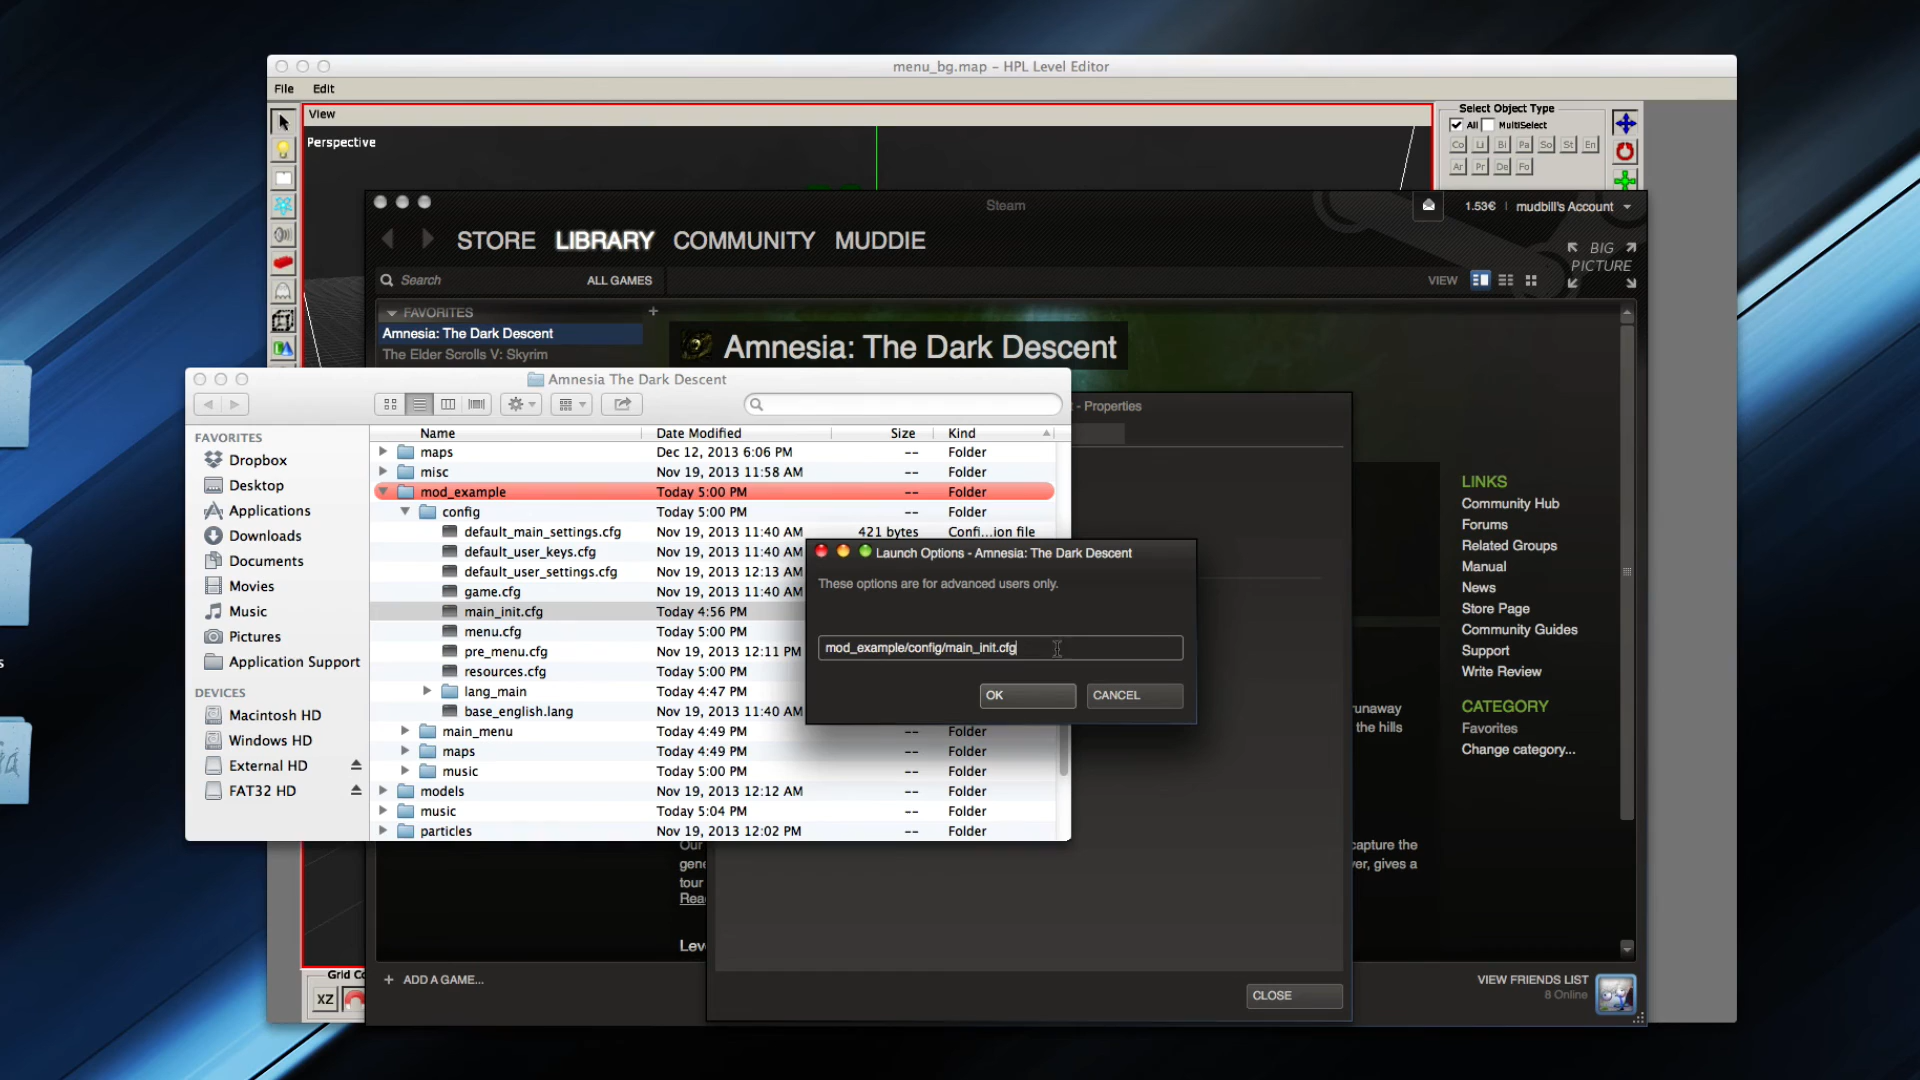 menu_bg.map – HPL Level Editor
File Edit
View
Perspective
Select Object Type
All MultiSelect
Co Li Bi Pa So St En
Ar Pr De Fo
Steam
1.53€ | mudbill's Account
STORE LIBRARY COMMUNITY MUDDIE
BIG
PICTURE
Search
ALL GAMES
VIEW
FAVORITES
+
Amnesia: The Dark Descent
The Elder Scrolls V: Skyrim
Amnesia: The Dark Descent
- Properties
Amnesia The Dark Descent
Name Date Modified Size Kind
FAVORITES
Dropbox
Desktop
Applications
Downloads
Documents
Movies
Music
Pictures
Application Support
DEVICES
Macintosh HD
Windows HD
External HD
FAT32 HD
maps Dec 12, 2013 6:06 PM -- Folder
misc Nov 19, 2013 11:58 AM -- Folder
mod_example Today 5:00 PM -- Folder
config Today 5:00 PM -- Folder
default_main_settings.cfg Nov 19, 2013 11:40 AM 421 bytes Confi...ion file
default_user_keys.cfg Nov 19, 2013 11:40 AM
default_user_settings.cfg Nov 19, 2013 12:13 AM
game.cfg Nov 19, 2013 11:40 AM
main_init.cfg Today 4:56 PM
menu.cfg Today 5:00 PM
pre_menu.cfg Nov 19, 2013 12:11 PM
resources.cfg Nov 19, 2013 11:40 AM
lang_main Today 4:47 PM
base_english.lang Nov 19, 2013 11:40 AM
main_menu Today 4:49 PM -- Folder
maps Today 4:49 PM -- Folder
music Today 5:00 PM -- Folder
models Nov 19, 2013 12:12 AM -- Folder
music Today 5:04 PM -- Folder
particles Nov 19, 2013 12:02 PM -- Folder
Launch Options - Amnesia: The Dark Descent
These options are for advanced users only.
mod_example/config/main_init.cfg
OK
CANCEL
LINKS
Community Hub
Forums
Related Groups
Manual
News
Store Page
Community Guides
Support
Write Review
CATEGORY
Favorites
Change category...
runaway
the hills
Our
gene
tour
Read
capture the
ver, gives a
Leve
Grid Co
XZ
+ ADD A GAME...
CLOSE
VIEW FRIENDS LIST
8 Online